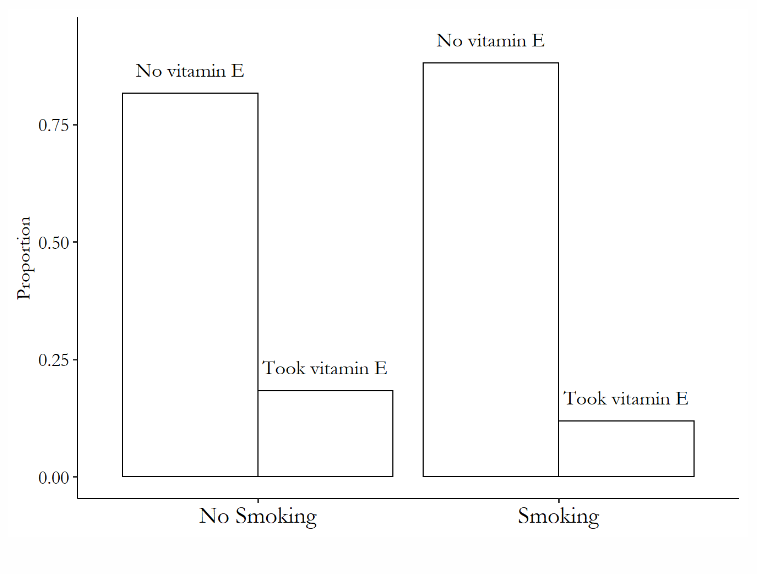 No vitamin E
No vitamin E
0.75
0.50
Proportion
0.25
Took vitamin E
Took vitamin E
0.00
No Smoking
Smoking